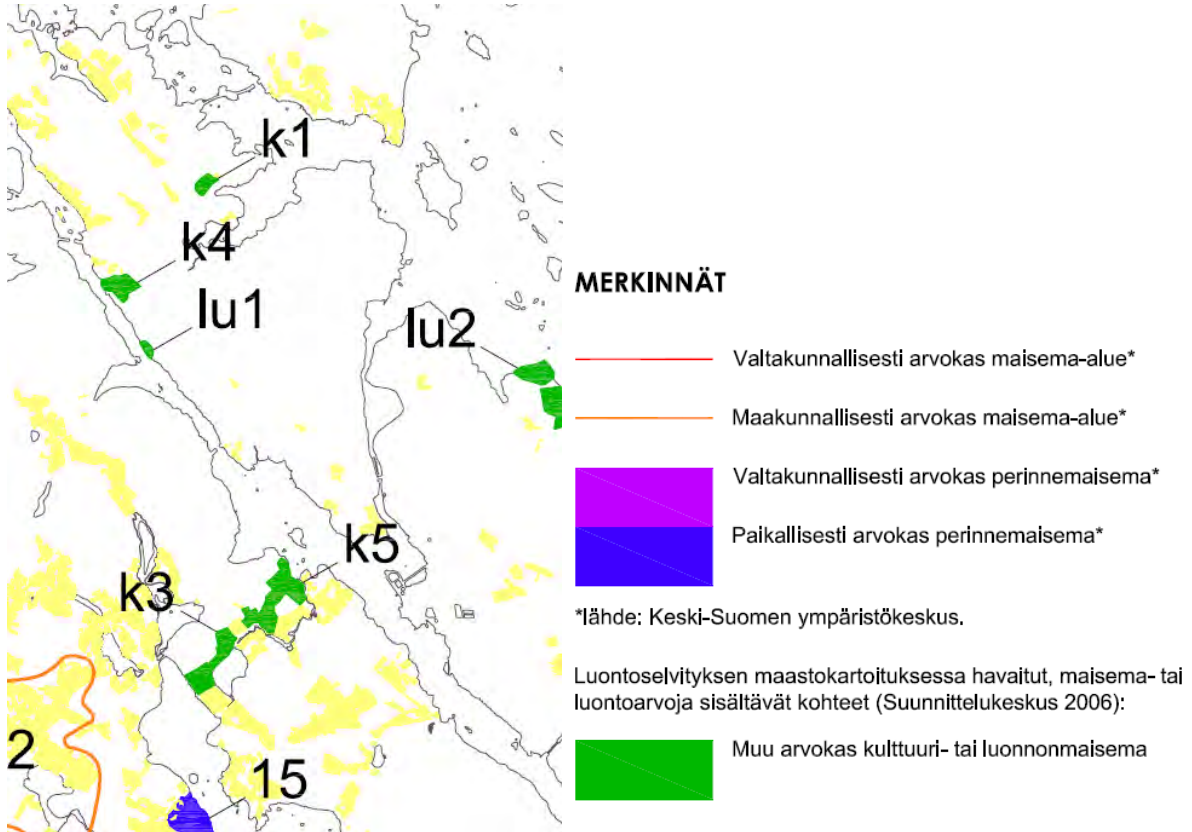 k1
k4
lu1
lu2
k5
k3
2
15
MERKINNÄT
Valtakunnallisesti arvokas maisema-alue*
Maakunnallisesti arvokas maisema-alue*
Valtakunnallisesti arvokas perinnemaisema*
Paikallisesti arvokas perinnemaisema*
*lähde: Keski-Suomen ympäristökeskus.
Luontoselvityksen maastokartoituksessa havaitut, maisema- tai
luontoarvoja sisältävät kohteet (Suunnittelukeskus 2006):
Muu arvokas kulttuuri- tai luonnonmaisema